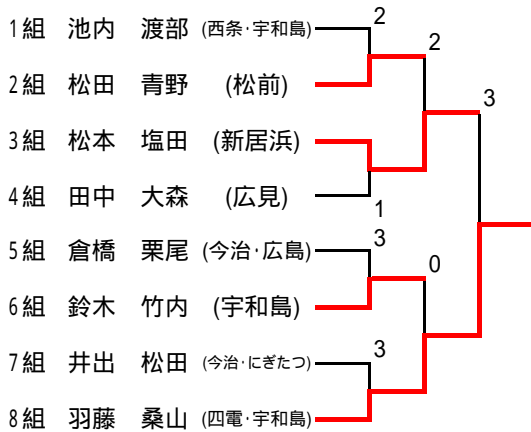 2
1組 池内 渡部 (西条･宇和島)
2
2組 松田 青野 (松前)
3
3組 松本 塩田 (新居浜)
4組 田中 大森 (広見)
1
3
5組 倉橋 栗尾 (今治･広島)
0
6組 鈴木 竹内 (宇和島)
3
7組 井出 松田 (今治･にぎたつ)
8組 羽藤 桑山 (四電･宇和島)